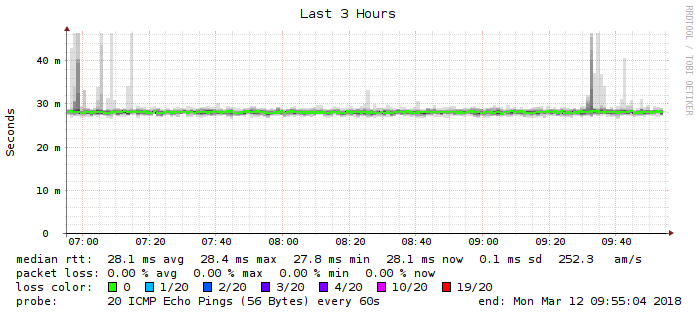 Last 3 Hours
RRDTOOL / TOBI OETIKER
Seconds
40 m
30 m
20 m
10 m
0
07:00 07:20 07:40 08:00 08:20 08:40 09:00 09:20 09:40
median rtt: 28.1 ms avg 28.4 ms max 27.8 ms min 28.1 ms now 0.1 ms sd 252.3 am/s
packet loss: 0.00 % avg 0.00 % max 0.00 % min 0.00 % now
loss color: 0 1/20 2/20 3/20 4/20 10/20 19/20
probe: 20 ICMP Echo Pings (56 Bytes) every 60s end: Mon Mar 12 09:55:04 2018